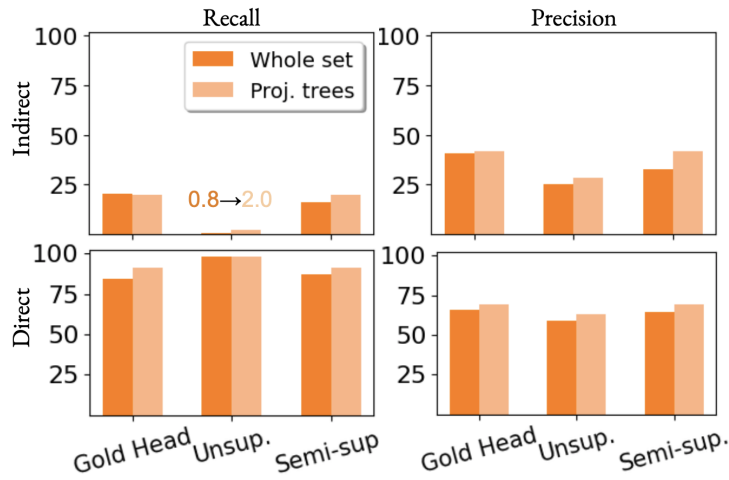 Recall
Precision
Indirect
100
75
50
25
Whole set
Proj. trees
0.8→2.0
100
75
50
25
Direct
100
75
50
25
100
75
50
25
Gold Head
Unsup.
Semi-sup
Gold Head
Unsup.
Semi-sup.